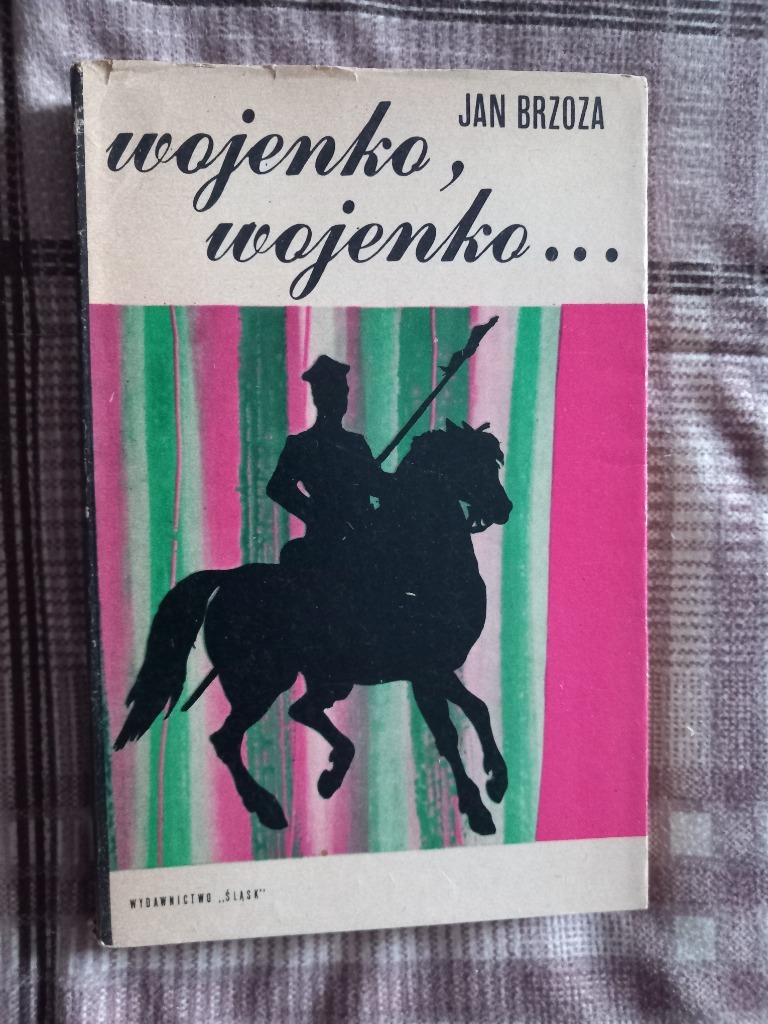 JAN BRZOZA
wojenko,
wojenko...
WYDAWNICTWO „ŚLĄSK"